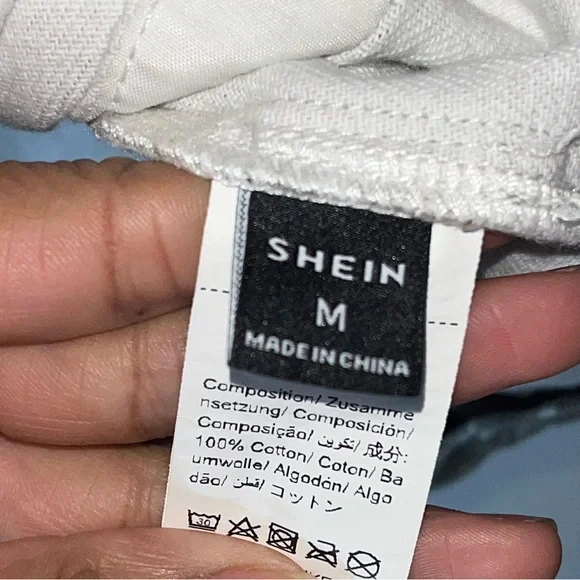 SHEIN
M
MADE IN CHINA
Composition/ Zusamme
nsetzung/ Composición/
Composição/ تكوين/ 成分:
100% Cotton/ Coton/ Ba
umwolle/ Algodón/ Algo
dão/ قطن/ コットン
30